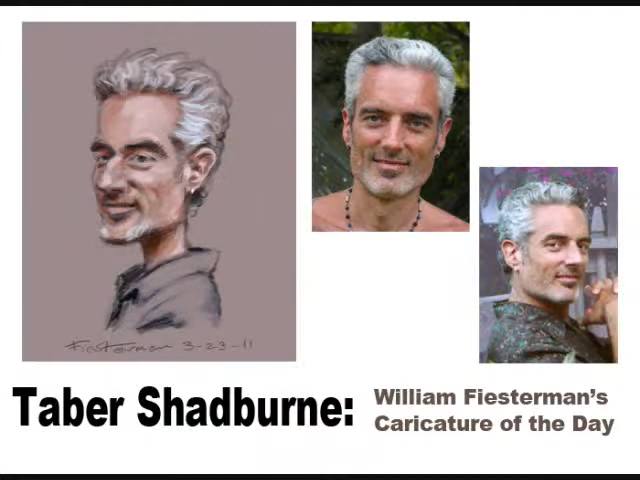 Fiesterman 3-23-11
Taber Shadburne:
William Fiesterman's
Caricature of the Day